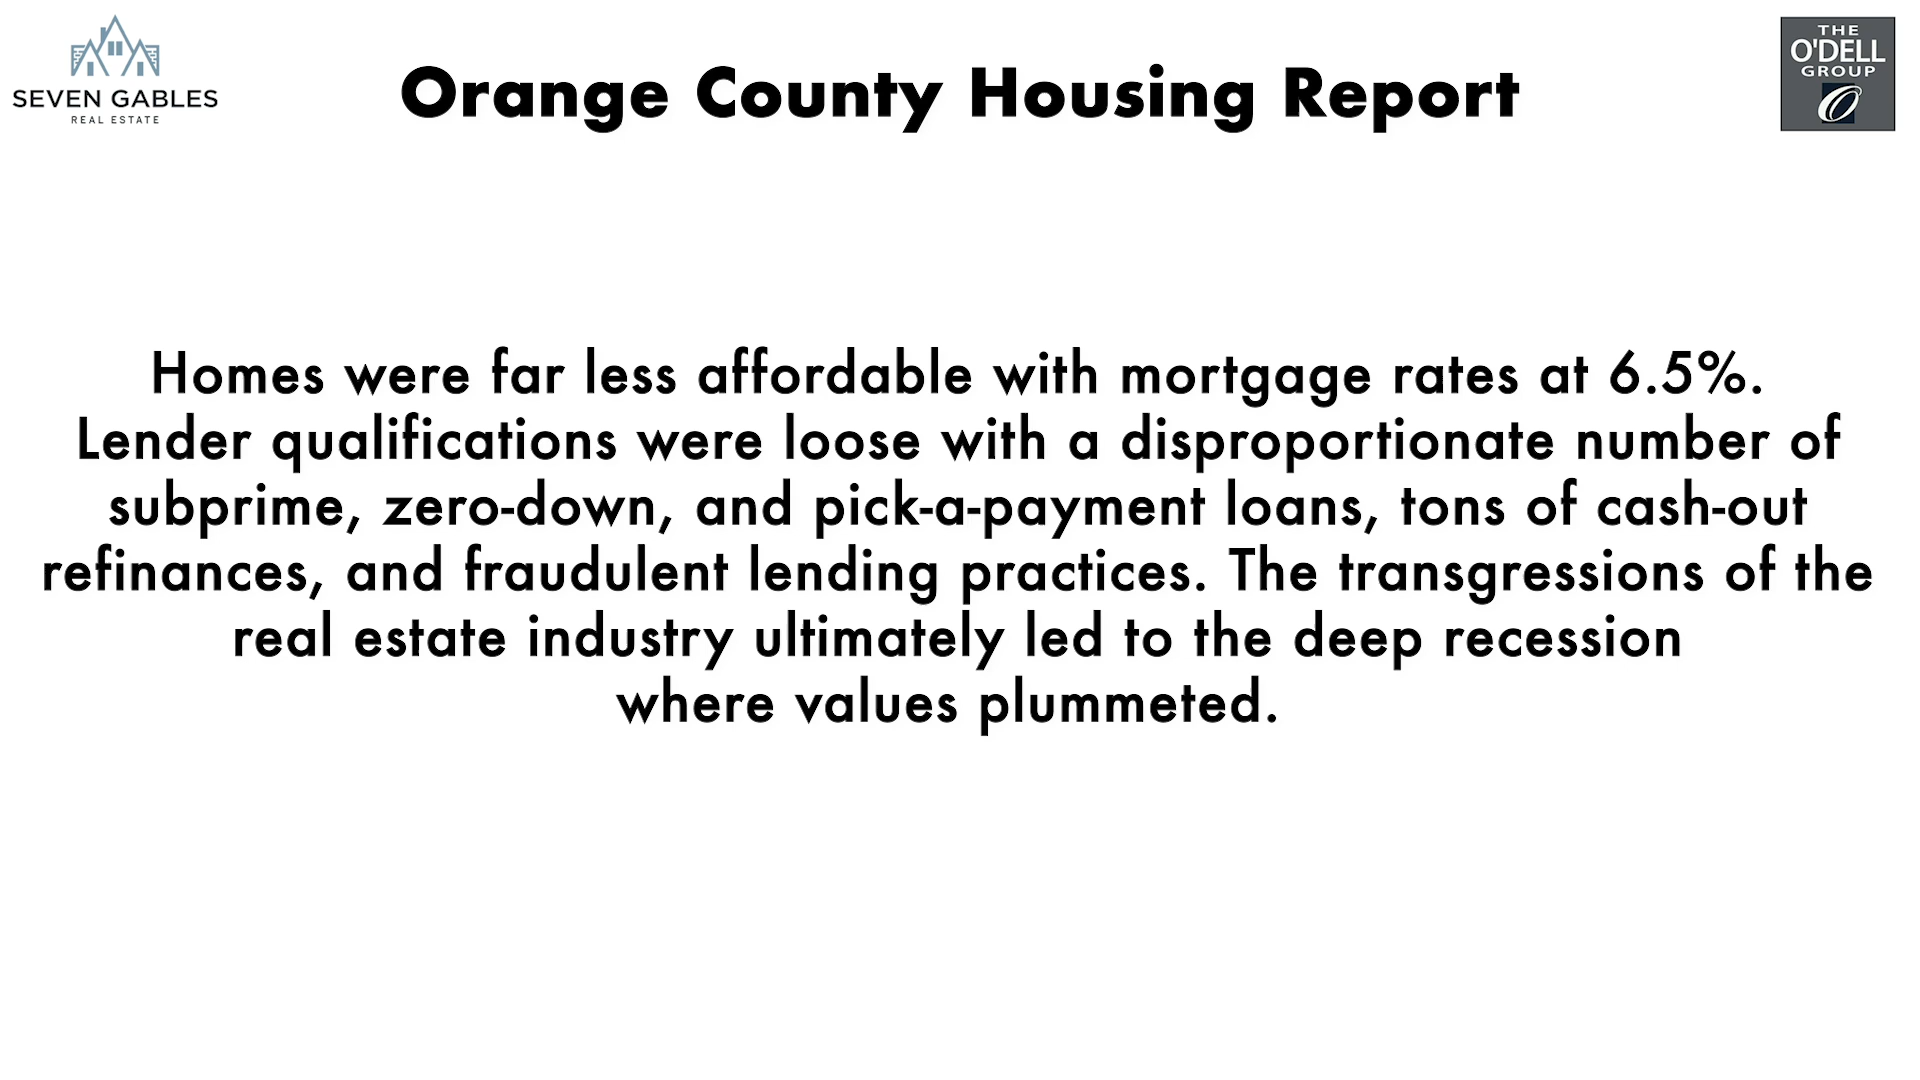 SEVEN GABLES
REAL ESTATE
Orange County Housing Report
THE
O'DELL
GROUP
O
Homes were far less affordable with mortgage rates at 6.5%.
Lender qualifications were loose with a disproportionate number of
subprime, zero-down, and pick-a-payment loans, tons of cash-out
refinances, and fraudulent lending practices. The transgressions of the
real estate industry ultimately led to the deep recession
where values plummeted.